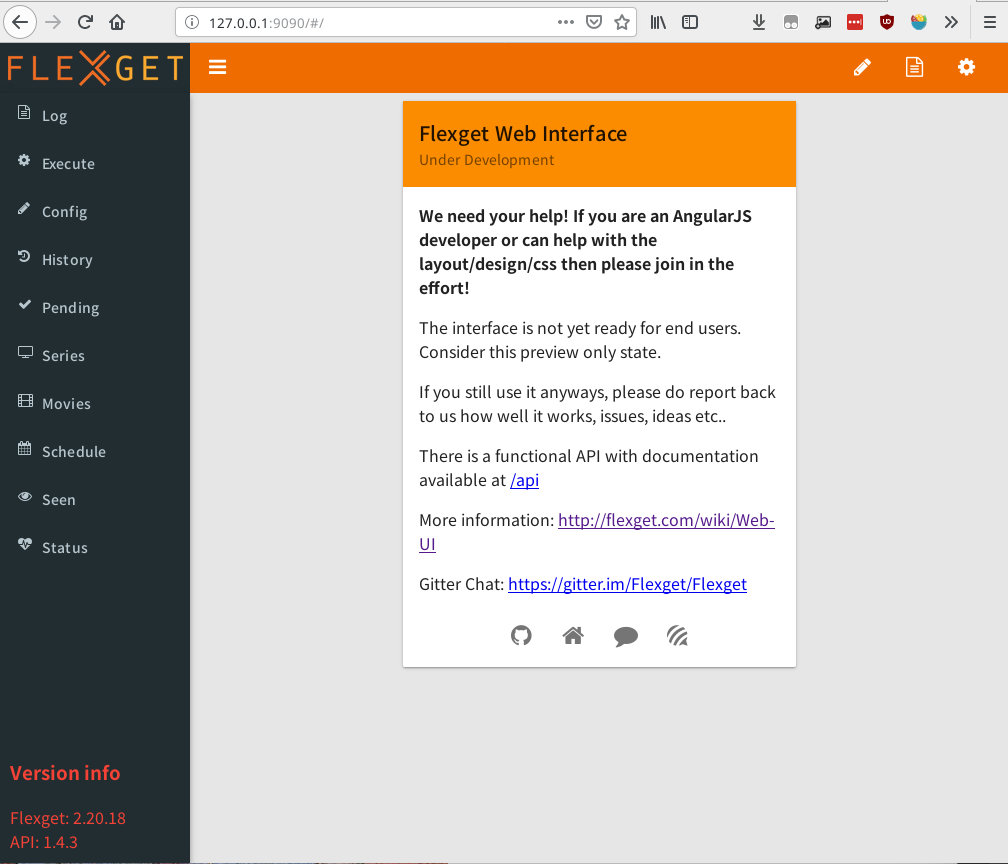 127.0.0.1:9090/#/
FLEXGET
Log
Execute
Config
History
Pending
Series
Movies
Schedule
Seen
Status
Version info
Flexget: 2.20.18
API: 1.4.3
Flexget Web Interface
Under Development
We need your help! If you are an AngularJS
developer or can help with the
layout/design/css then please join in the
effort!
The interface is not yet ready for end users.
Consider this preview only state.
If you still use it anyways, please do report back
to us how well it works, issues, ideas etc..
There is a functional API with documentation
available at /api
More information: http://flexget.com/wiki/Web-
UI
Gitter Chat: https://gitter.im/Flexget/Flexget